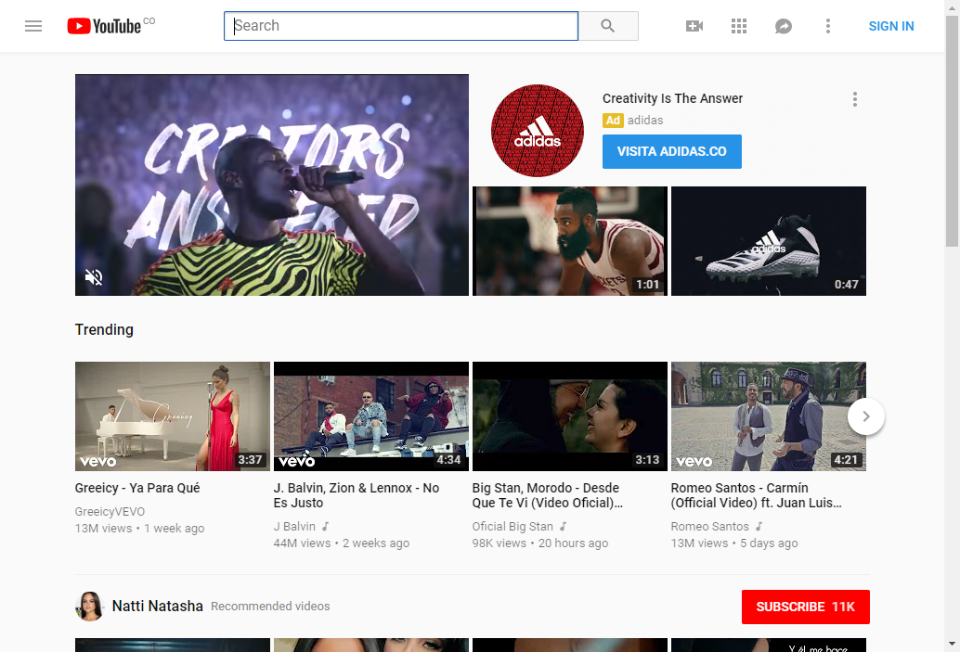 YouTube CO
Search
SIGN IN
CREATORS
ANSWERED
adidas
Creativity Is The Answer
Ad adidas
VISITA ADIDAS.CO
1:01
adidas
0:47
Trending
Greeicy
vevo
3:37
vevo
4:34
3:13
vevo
4:21
Greeicy - Ya Para Qué
GreeicyVEVO
13M views • 1 week ago
J. Balvin, Zion & Lennox - No
Es Justo
J Balvin
44M views • 2 weeks ago
Big Stan, Morodo - Desde
Que Te Vi (Video Oficial)...
Oficial Big Stan
98K views • 20 hours ago
Romeo Santos - Carmín
(Official Video) ft. Juan Luis...
Romeo Santos
13M views • 5 days ago
Natti Natasha Recommended videos
SUBSCRIBE 11K